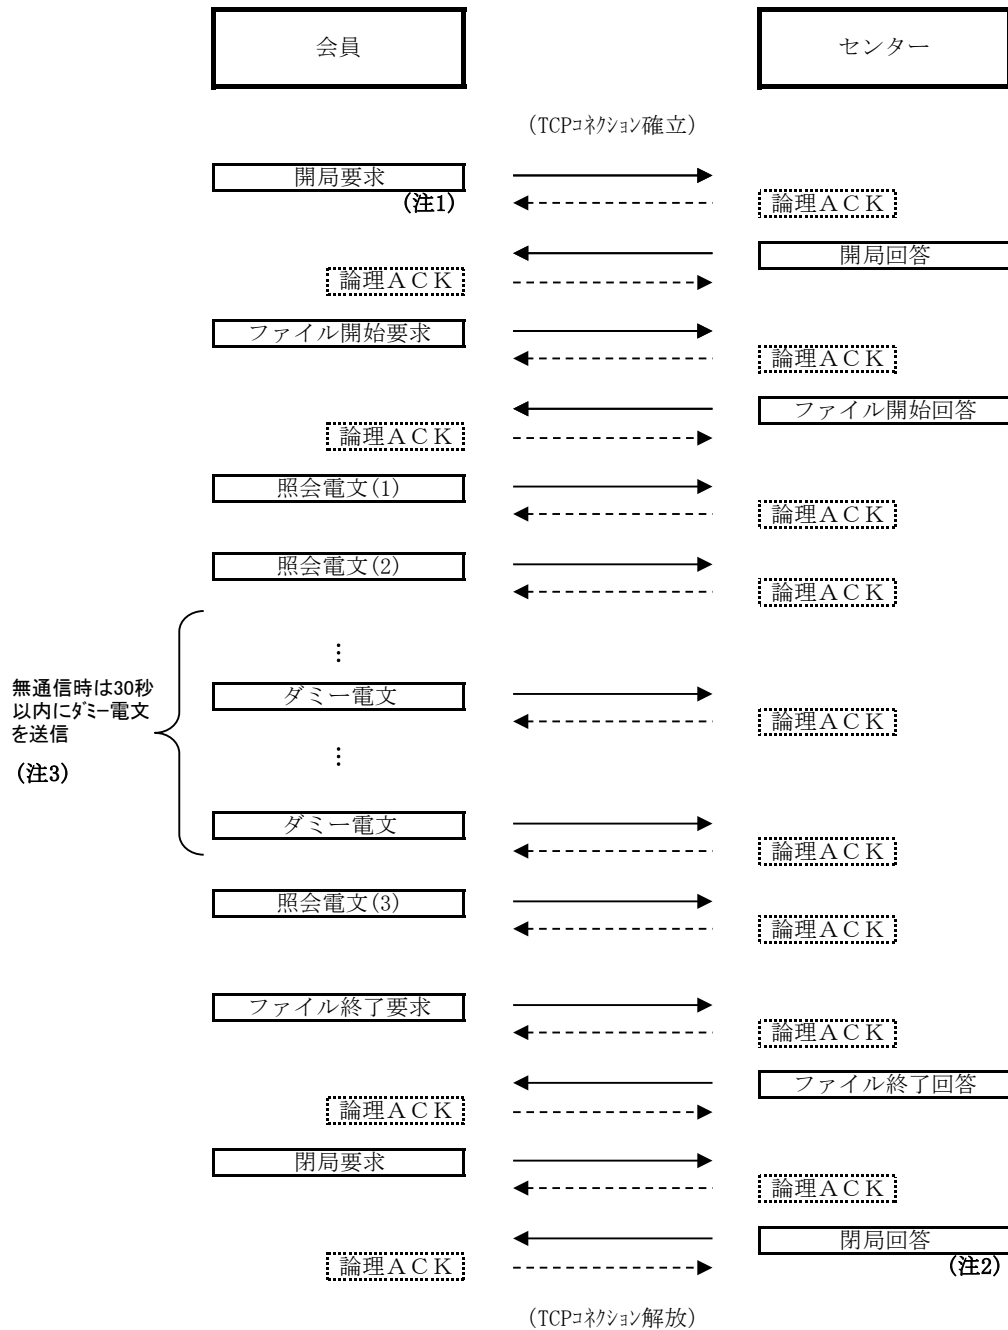 会員
センター
(TCPｺﾈｸｼｮﾝ確立)
開局要求
(注1)
論理ＡＣＫ
開局回答
論理ＡＣＫ
ファイル開始要求
論理ＡＣＫ
ファイル開始回答
論理ＡＣＫ
照会電文(1)
論理ＡＣＫ
照会電文(2)
論理ＡＣＫ
⋮
無通信時は30秒
以内にﾀﾞﾐｰ電文
を送信
(注3)
ダミー電文
論理ＡＣＫ
⋮
ダミー電文
論理ＡＣＫ
照会電文(3)
論理ＡＣＫ
ファイル終了要求
論理ＡＣＫ
ファイル終了回答
論理ＡＣＫ
閉局要求
論理ＡＣＫ
閉局回答
(注2)
論理ＡＣＫ
(TCPｺﾈｸｼｮﾝ解放)